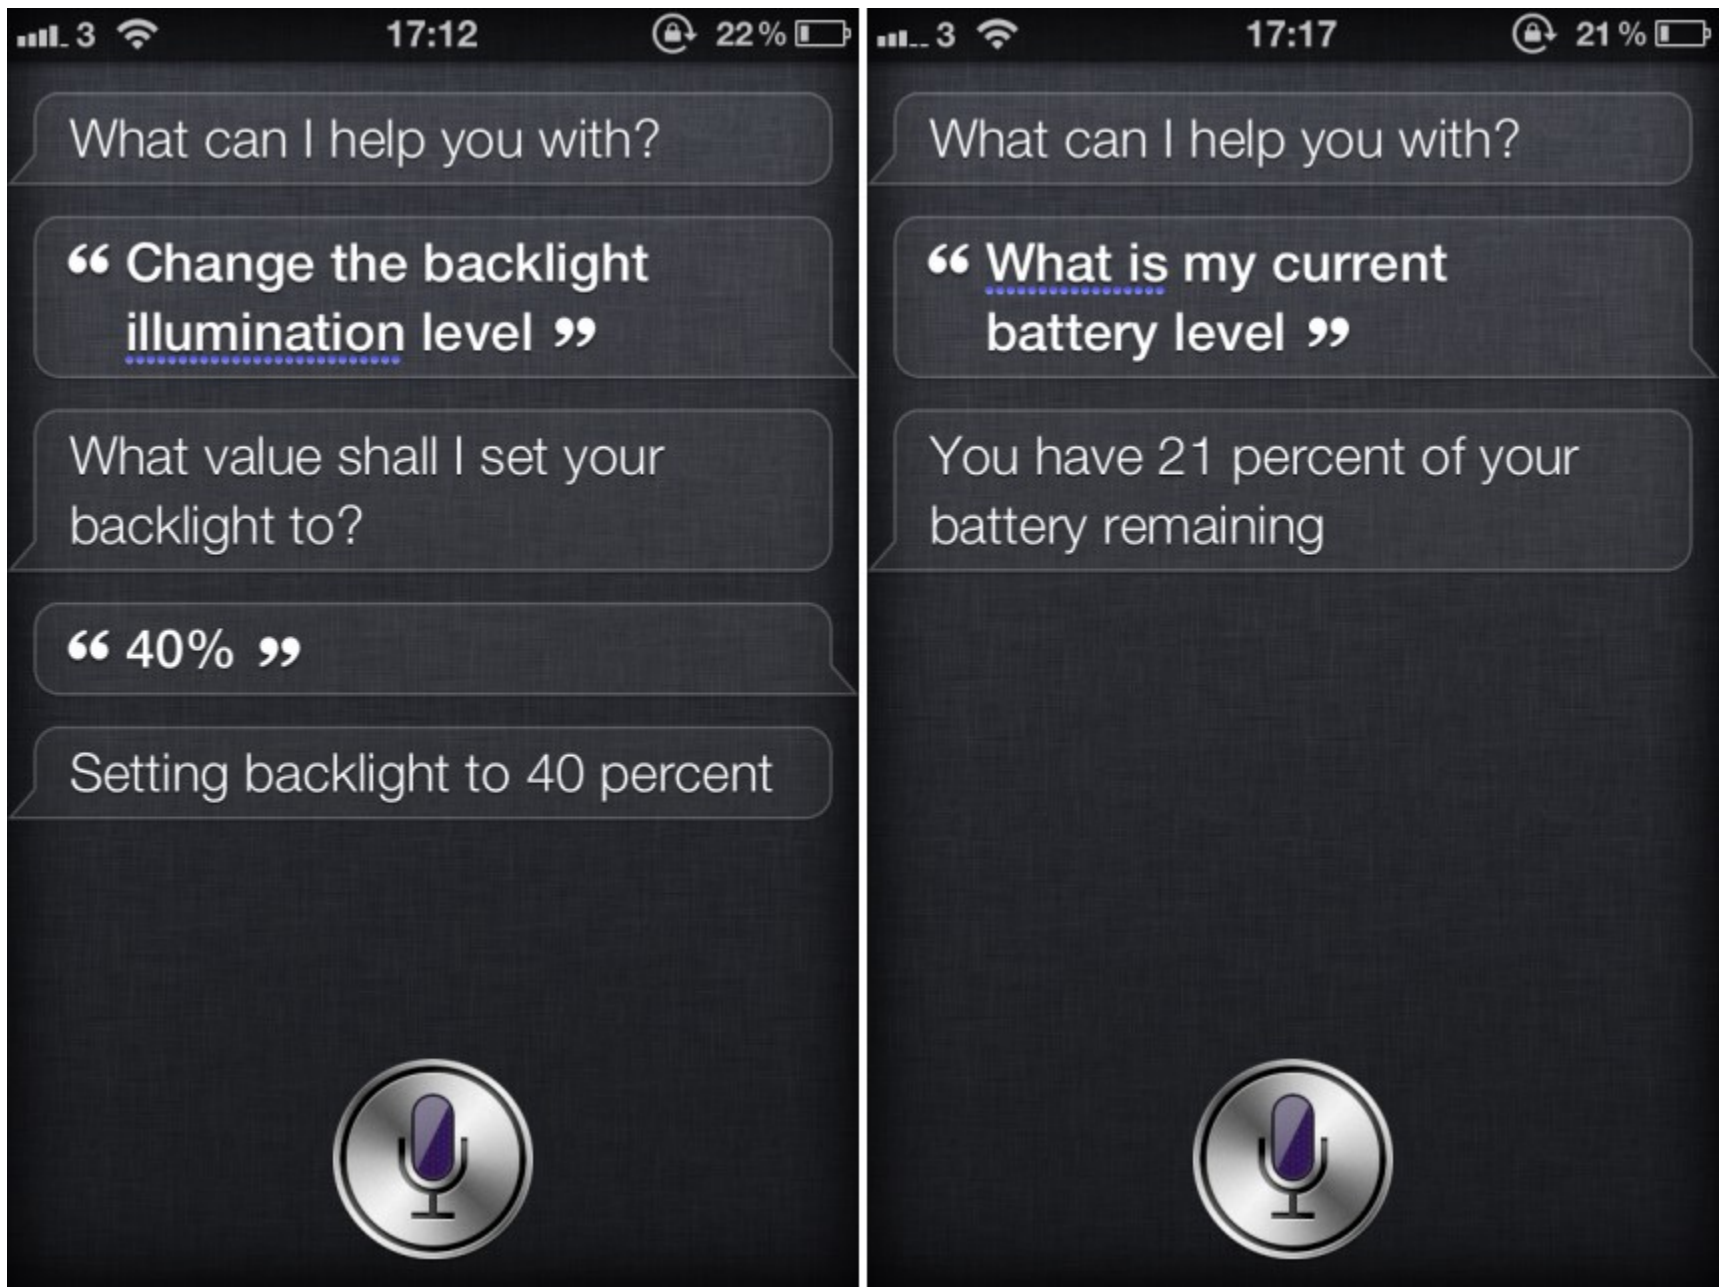 3 17:12 22%
What can I help you with?
“ Change the backlight
illumination level ”
What value shall I set your
backlight to?
“ 40% ”
Setting backlight to 40 percent
3 17:17 21%
What can I help you with?
“ What is my current
battery level ”
You have 21 percent of your
battery remaining